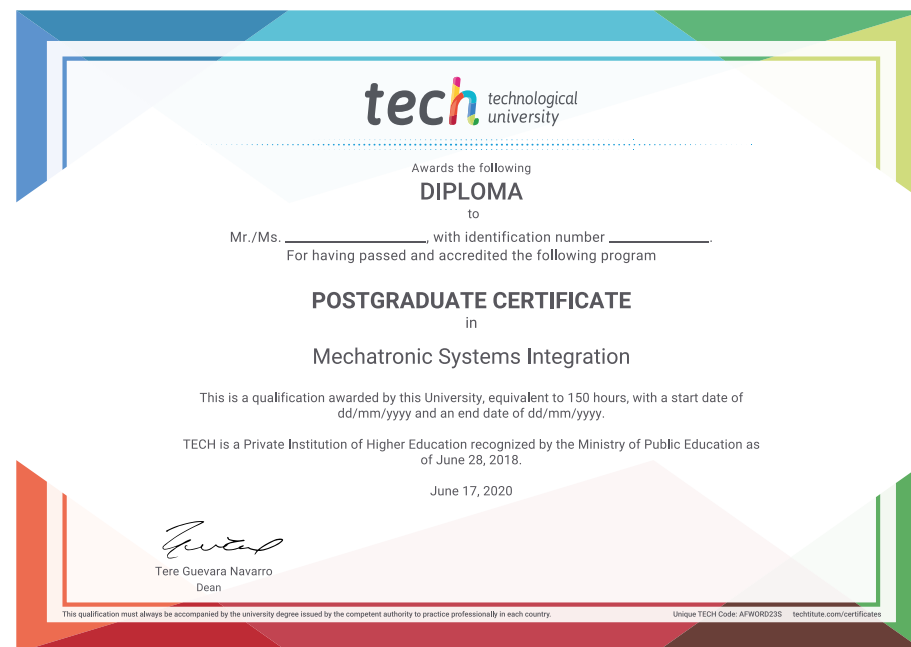 tech technological
university
Awards the following
DIPLOMA
to
Mr./Ms. ____________, with identification number ____________.
For having passed and accredited the following program
POSTGRADUATE CERTIFICATE
in
Mechatronic Systems Integration
This is a qualification awarded by this University, equivalent to 150 hours, with a start date of
dd/mm/yyyy and an end date of dd/mm/yyyy.
TECH is a Private Institution of Higher Education recognized by the Ministry of Public Education as
of June 28, 2018.
June 17, 2020
Tere Guevara Navarro
Dean
This qualification must always be accompanied by the university degree issued by the competent authority to practice professionally in each country. Unique TECH Code: AFWORD23S techtitute.com/certificates